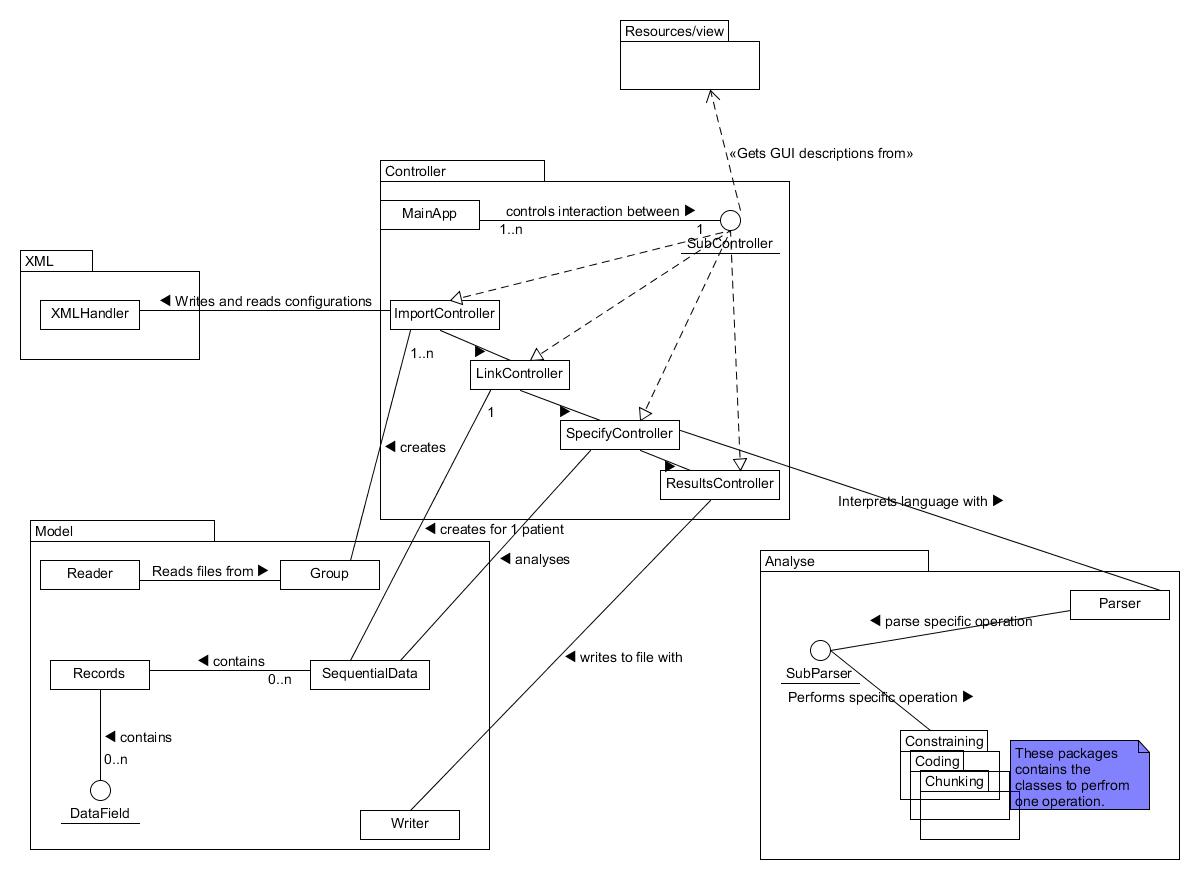 Resources/view
«Gets GUI descriptions from»
Controller
MainApp
controls interaction between ▶
1..n
1
SubController
XML
XMLHandler
◀ Writes and reads configurations
ImportController
1..n
▶
LinkController
1
▶
SpecifyController
◀ creates
▶
ResultsController
Interprets language with ▶
Model
◀ creates for 1 patient
Reader
Reads files from ▶
Group
◀ analyses
Analyse
Parser
◀ parse specific operation
Records
◀ contains
0..n
SequentialData
◀ writes to file with
SubParser
Performs specific operation ▶
◀ contains
0..n
DataField
Writer
Constraining
Coding
Chunking
These packages
contains the
classes to perfrom
one operation.